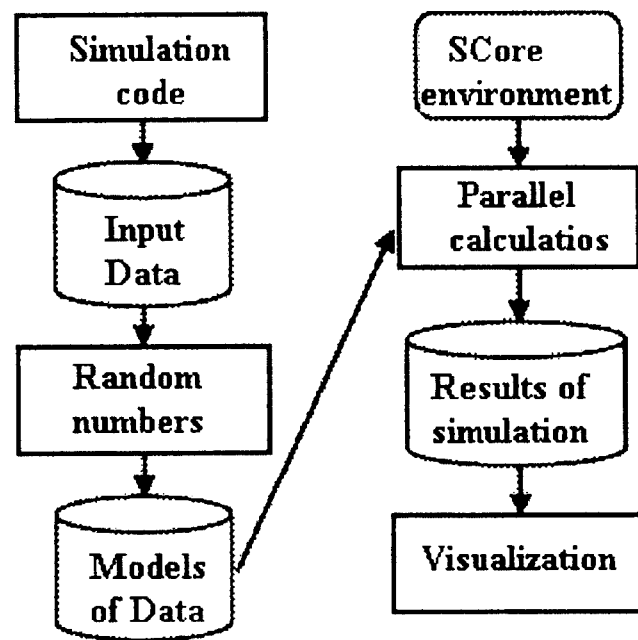 Simulation
code
Input
Data
Random
numbers
Models
of Data
SCore
environment
Parallel
calculatios
Results of
simulation
Visualization